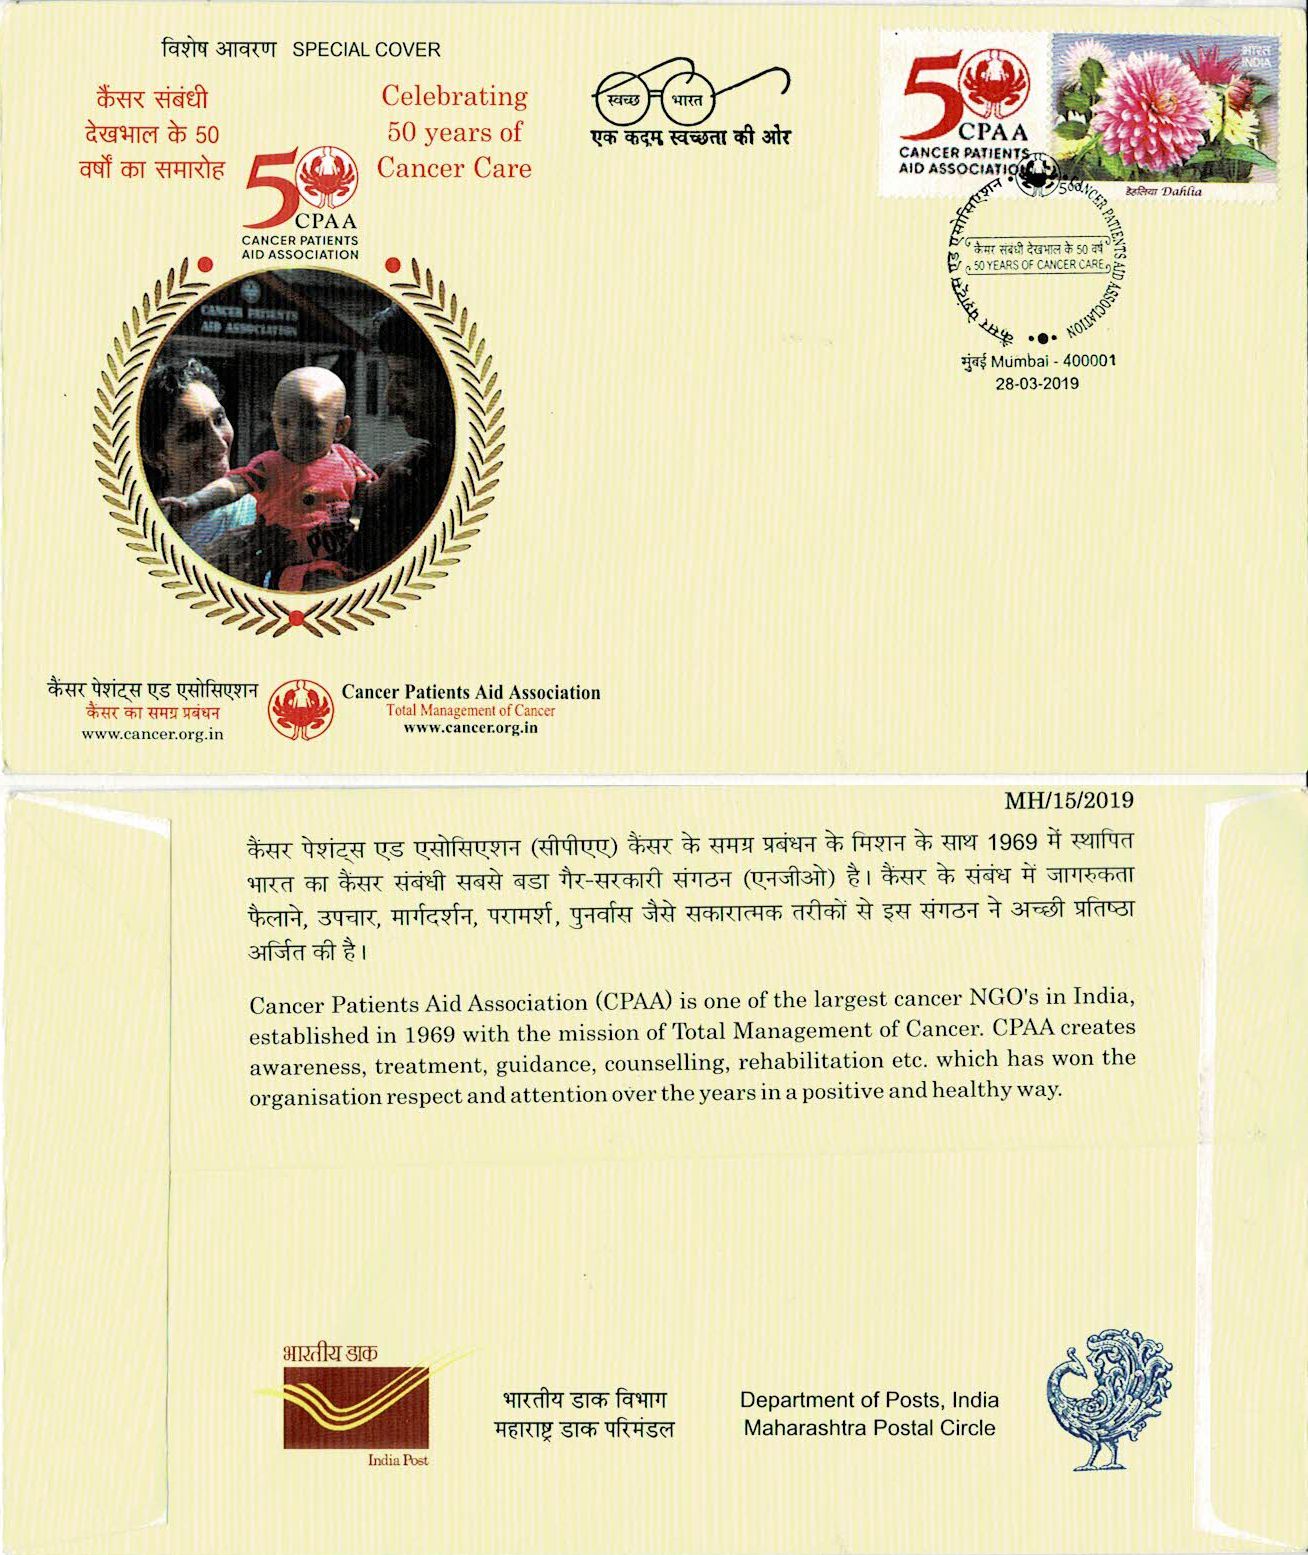 विशेष आवरण SPECIAL COVER
कैंसर संबंधी
देखभाल के 50
वर्षों का समारोह
Celebrating
50 years of
Cancer Care
50
CPAA
CANCER PATIENTS
AID ASSOCIATION
स्वच्छ भारत
एक कदम स्वच्छता की ओर
50
CPAA
CANCER PATIENTS
AID ASSOCIATION
भारत
INDIA
डेहलिया Dahlia
कैंसर पेशंट्स एड एसोसिएशन
CANCER PATIENTS AID ASSOCIATION
कैंसर संबंधी देखभाल के 50 वर्ष
50 YEARS OF CANCER CARE
मुंबई Mumbai - 400001
28-03-2019
CANCER PATIENTS
AID ASSOCIATION
कैंसर पेशंट्स एड एसोसिएशन
कैंसर का समग्र प्रबंधन
www.cancer.org.in
Cancer Patients Aid Association
Total Management of Cancer
www.cancer.org.in
MH/15/2019
कैंसर पेशंट्स एड एसोसिएशन (सीपीएए) कैंसर के समग्र प्रबंधन के मिशन के साथ 1969 में स्थापित
भारत का कैंसर संबंधी सबसे बडा गैर-सरकारी संगठन (एनजीओ) है। कैंसर के संबंध में जागरुकता
फैलाने, उपचार, मार्गदर्शन, परामर्श, पुनर्वास जैसे सकारात्मक तरीकों से इस संगठन ने अच्छी प्रतिष्ठा
अर्जित की है।
Cancer Patients Aid Association (CPAA) is one of the largest cancer NGO's in India,
established in 1969 with the mission of Total Management of Cancer. CPAA creates
awareness, treatment, guidance, counselling, rehabilitation etc. which has won the
organisation respect and attention over the years in a positive and healthy way.
भारतीय डाक
India Post
भारतीय डाक विभाग
महाराष्ट्र डाक परिमंडल
Department of Posts, India
Maharashtra Postal Circle